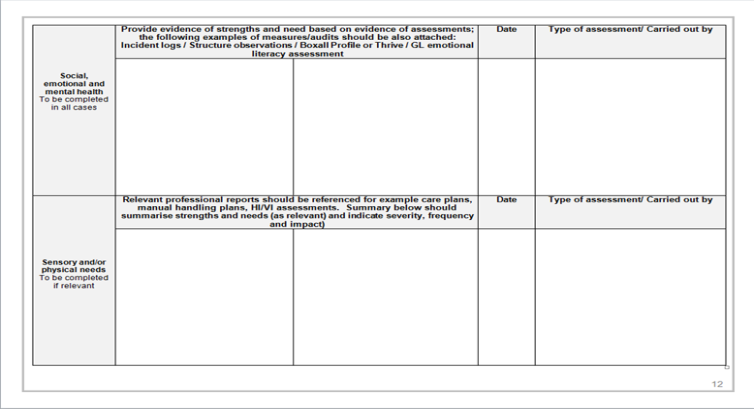 Provide evidence of strengths and need based on evidence of assessments;
the following examples of measures/audits should be also attached:
Incident logs / Structure observations / Boxall Profile or Thrive / GL emotional
literacy assessment
Date
Type of assessment/ Carried out by
Social,
emotional and
mental health
To be completed
in all cases
Relevant professional reports should be referenced for example care plans,
manual handling plans, HI/VI assessments.  Summary below should
summarise strengths and needs (as relevant) and indicate severity, frequency
and impact)
Date
Type of assessment/ Carried out by
Sensory and/or
physical needs
To be completed
if relevant
12